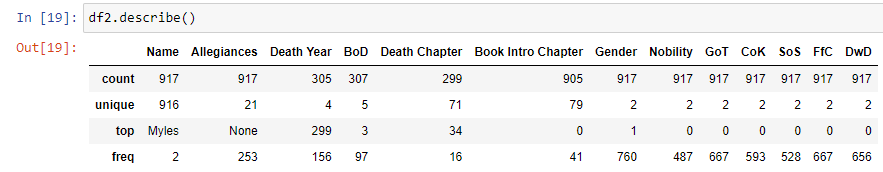 In [19]: df2.describe()
Out[19]:
Name Allegiances Death Year BoD Death Chapter Book Intro Chapter Gender Nobility GoT CoK SoS FfC DwD
count 917 917 305 307 299 905 917 917 917 917 917 917 917
unique 916 21 4 5 71 79 2 2 2 2 2 2 2
top Myles None 299 3 34 0 1 0 0 0 0 0 0
freq 2 253 156 97 16 41 760 487 667 593 528 667 656